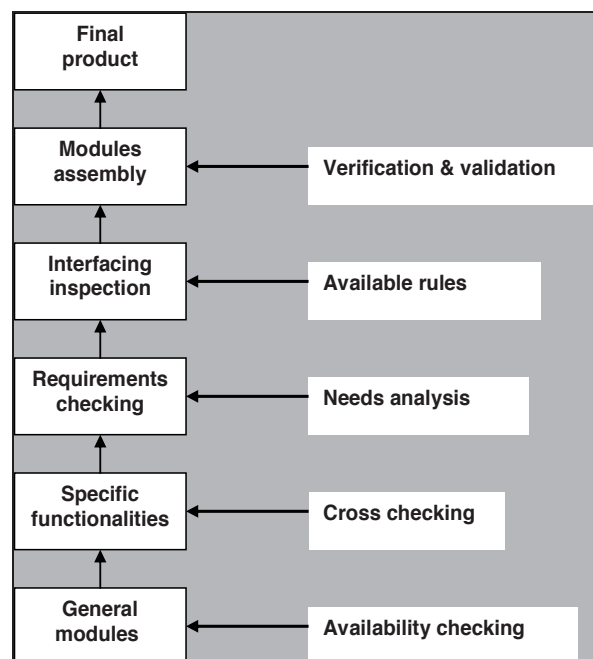 Final
product
Modules
assembly
Verification & validation
Interfacing
inspection
Available rules
Requirements
checking
Needs analysis
Specific
functionalities
Cross checking
General
modules
Availability checking